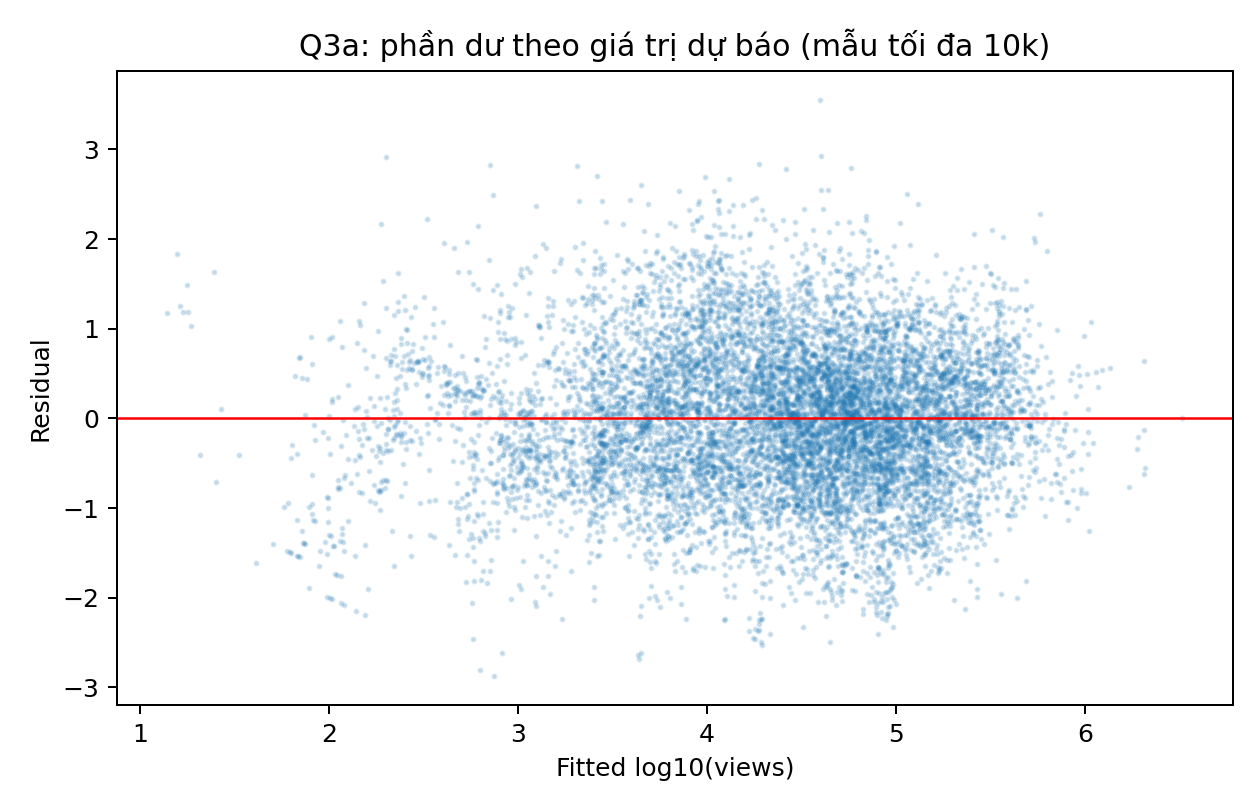 Q3a: phần dư theo giá trị dự báo (mẫu tối đa 10k)
Residual
3
2
1
0
−1
−2
−3
1 2 3 4 5 6
Fitted log10(views)